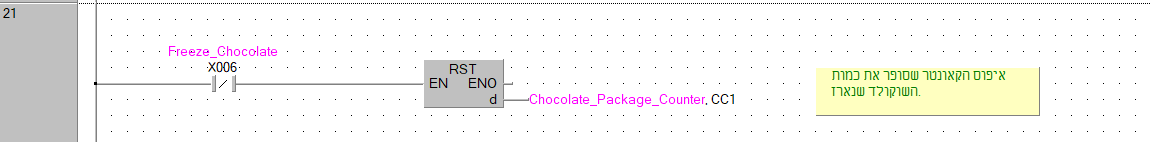 21
Freeze_Chocolate
X006
RST
EN ENO
d
Chocolate_Package_Counter, CC1
איפוס הקאונטר שסופר את כמות
השוקולד שנארז.